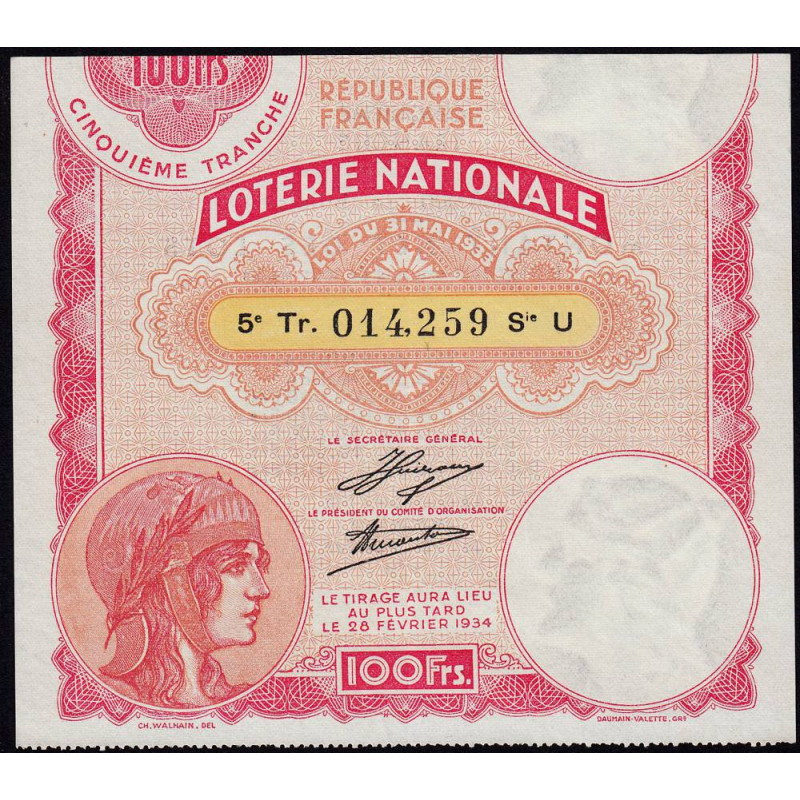 100Frs
CINQUIÈME TRANCHE
RÉPUBLIQUE
FRANÇAISE
LOTERIE NATIONALE
LOI DU 31 MAI 1933
5e Tr. 014,259 Sie U
LE SECRÉTAIRE GÉNÉRAL
LE PRÉSIDENT DU COMITÉ D'ORGANISATION
LE TIRAGE AURA LIEU
AU PLUS TARD
LE 28 FÉVRIER 1934
100Frs.
CH. WALHAIN, DEL
DAUMAIN-VALETTE, GRR